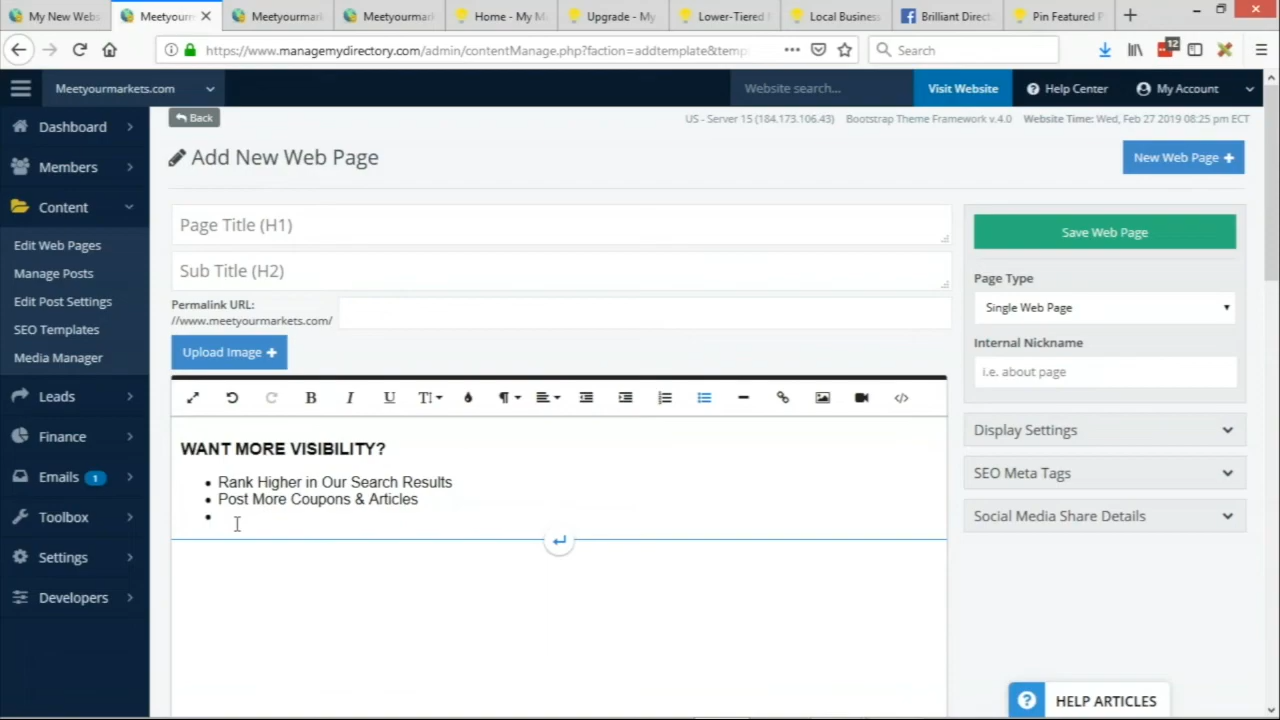 My New Webs
Meetyourm
Meetyourmark
Meetyourmark
Home - My M
Upgrade - My
Lower-Tiered
Local Business
Brilliant Direct
Pin Featured P
https://www.managemydirectory.com/admin/contentManage.php?faction=addtemplate&temp
Search
12
Meetyourmarkets.com
Website search...
Visit Website
Help Center
My Account
Back
US - Server 15 (184.173.106.43)
Bootstrap Theme Framework v.4.0
Website Time: Wed, Feb 27 2019 08:25 pm ECT
Dashboard
Members
Content
Edit Web Pages
Manage Posts
Edit Post Settings
SEO Templates
Media Manager
Leads
Finance
Emails 1
Toolbox
Settings
Developers
Add New Web Page
New Web Page +
Page Title (H1)
Sub Title (H2)
Permalink URL:
//www.meetyourmarkets.com/
Upload Image +
B I U T
WANT MORE VISIBILITY?
• Rank Higher in Our Search Results
• Post More Coupons & Articles
•
Save Web Page
Page Type
Single Web Page
Internal Nickname
i.e. about page
Display Settings
SEO Meta Tags
Social Media Share Details
? HELP ARTICLES